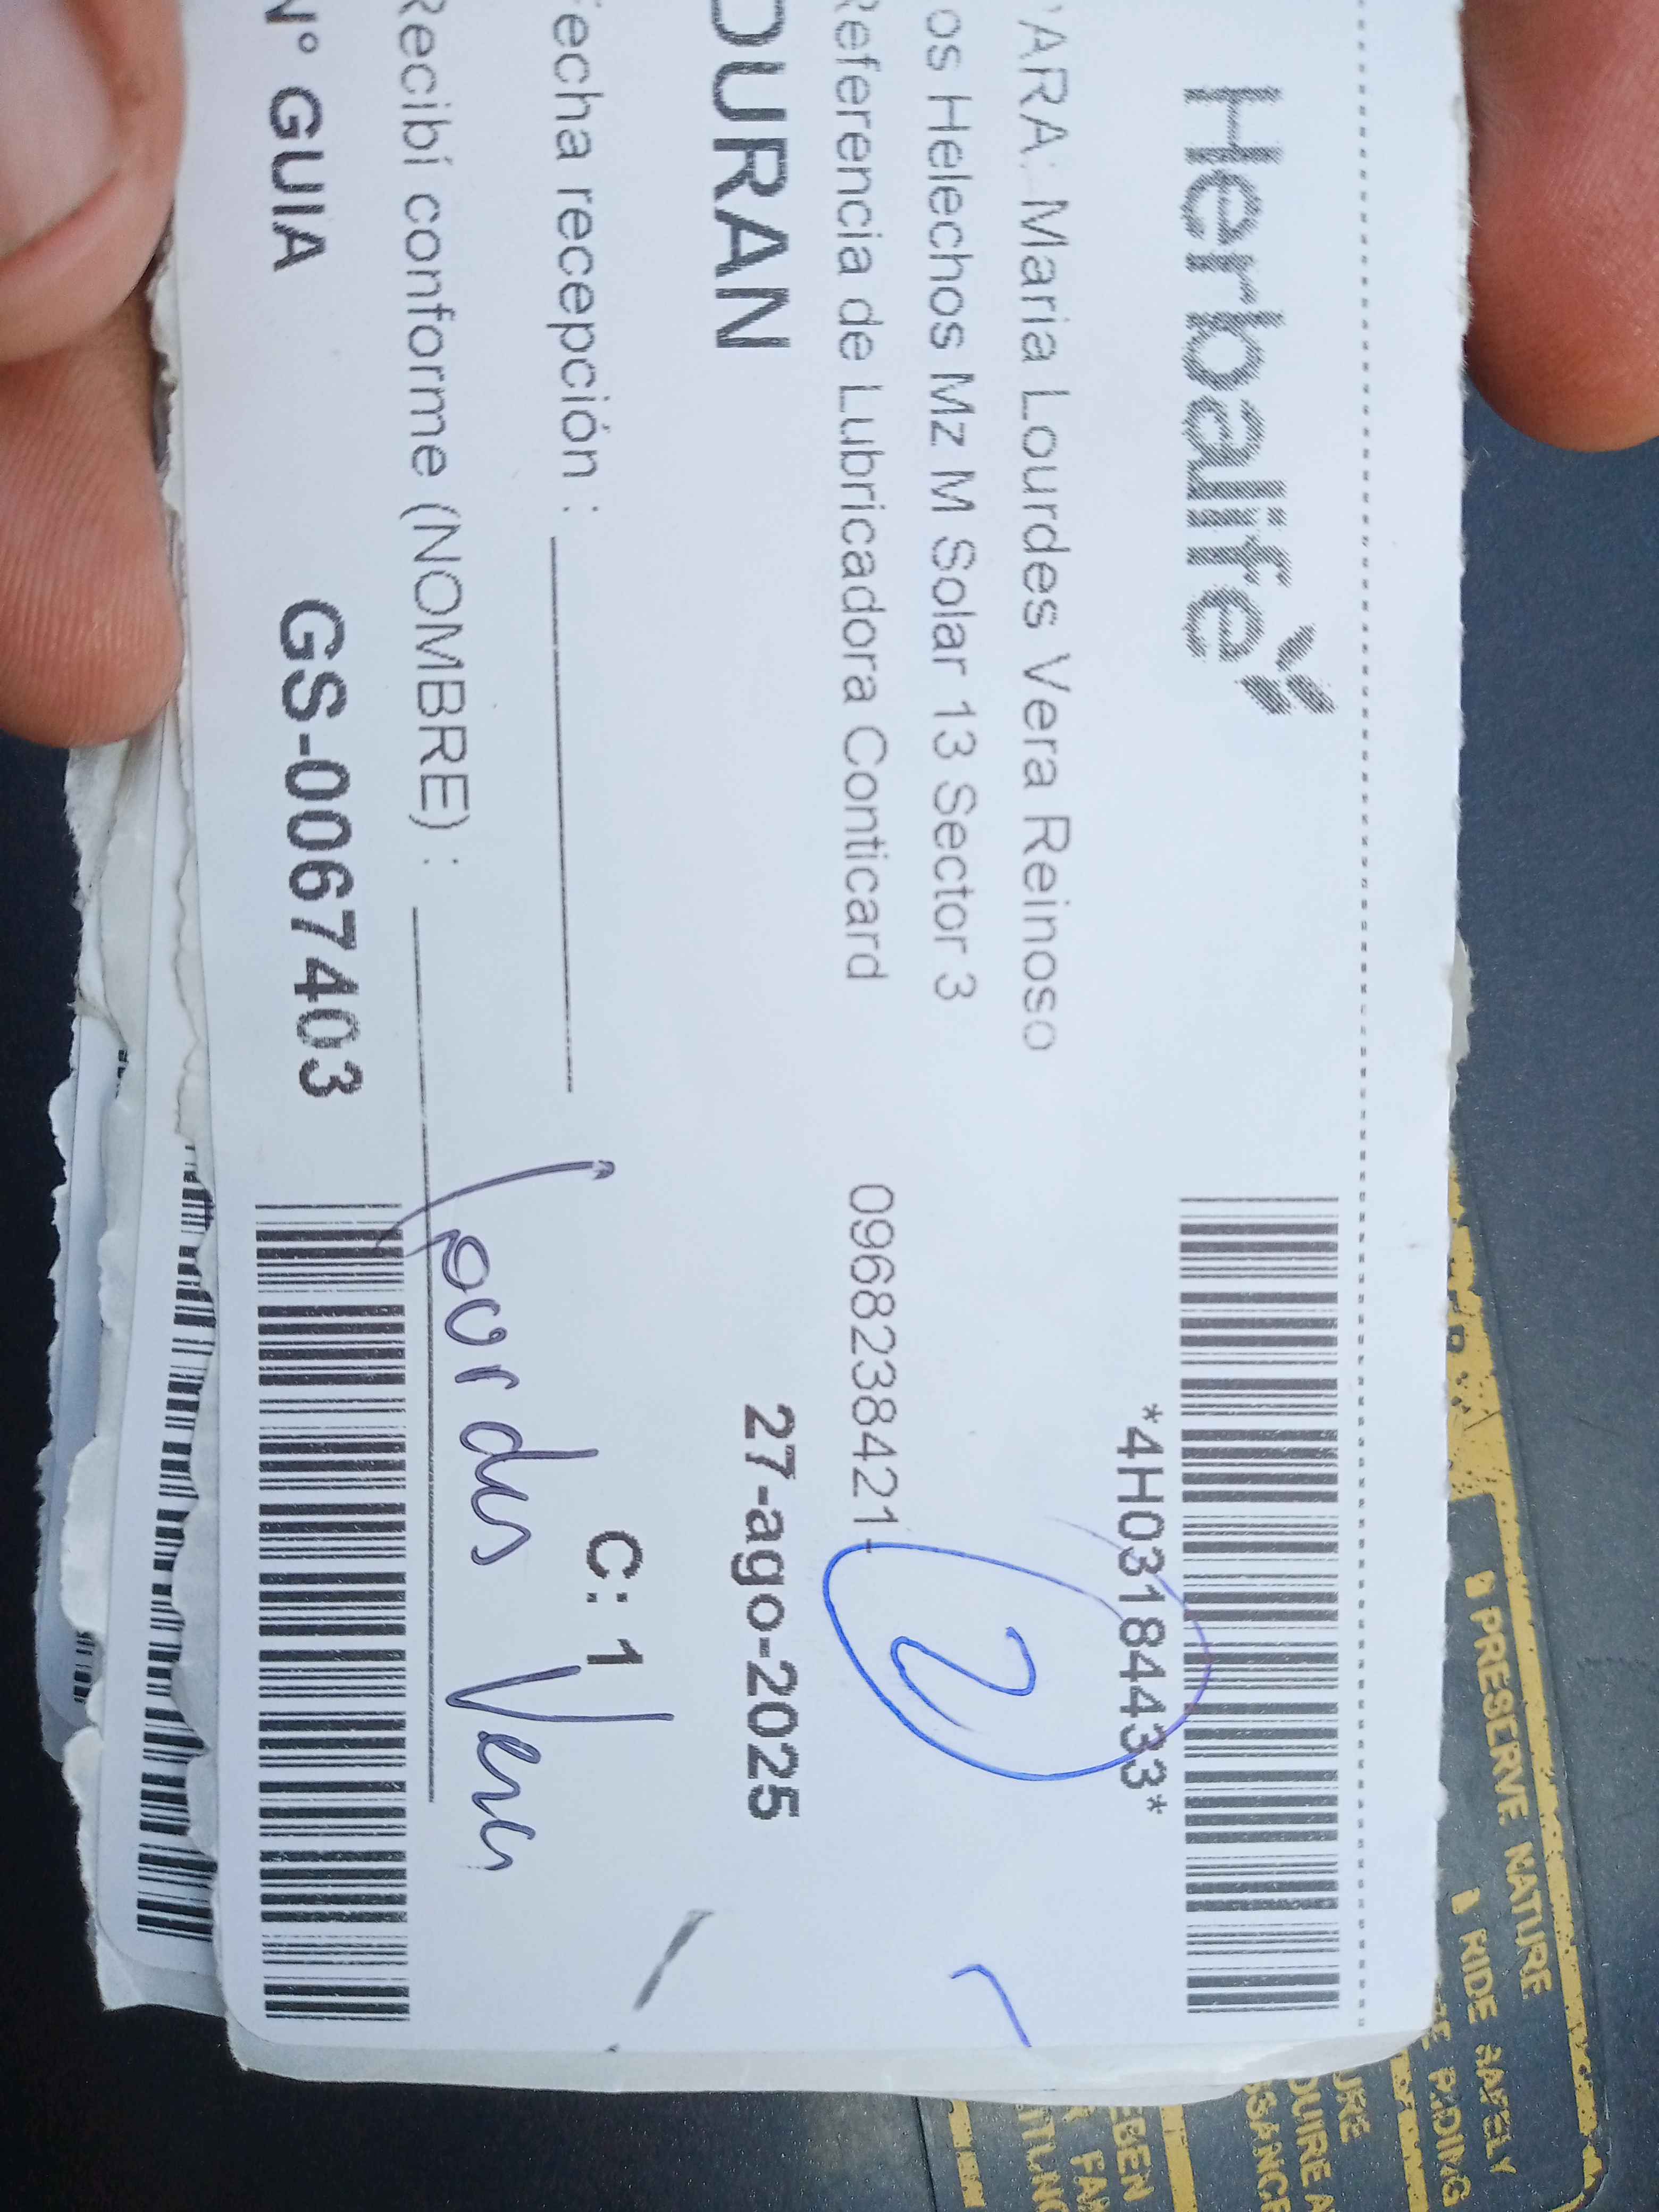 Herbalife
*4H03184433*
PARA: Maria Lourdes Vera Reinoso
os Helechos Mz M Solar 13 Sector 3
Referencia de Lubricadora Conticard 0968238421-
2
DURAN 27-ago-2025
Fecha recepción :
C: 1
Recibí conforme (NOMBRE) : Lourdes Vera
N° GUIA GS-0067403
PRESERVE NATURE
RIDE SAFELY